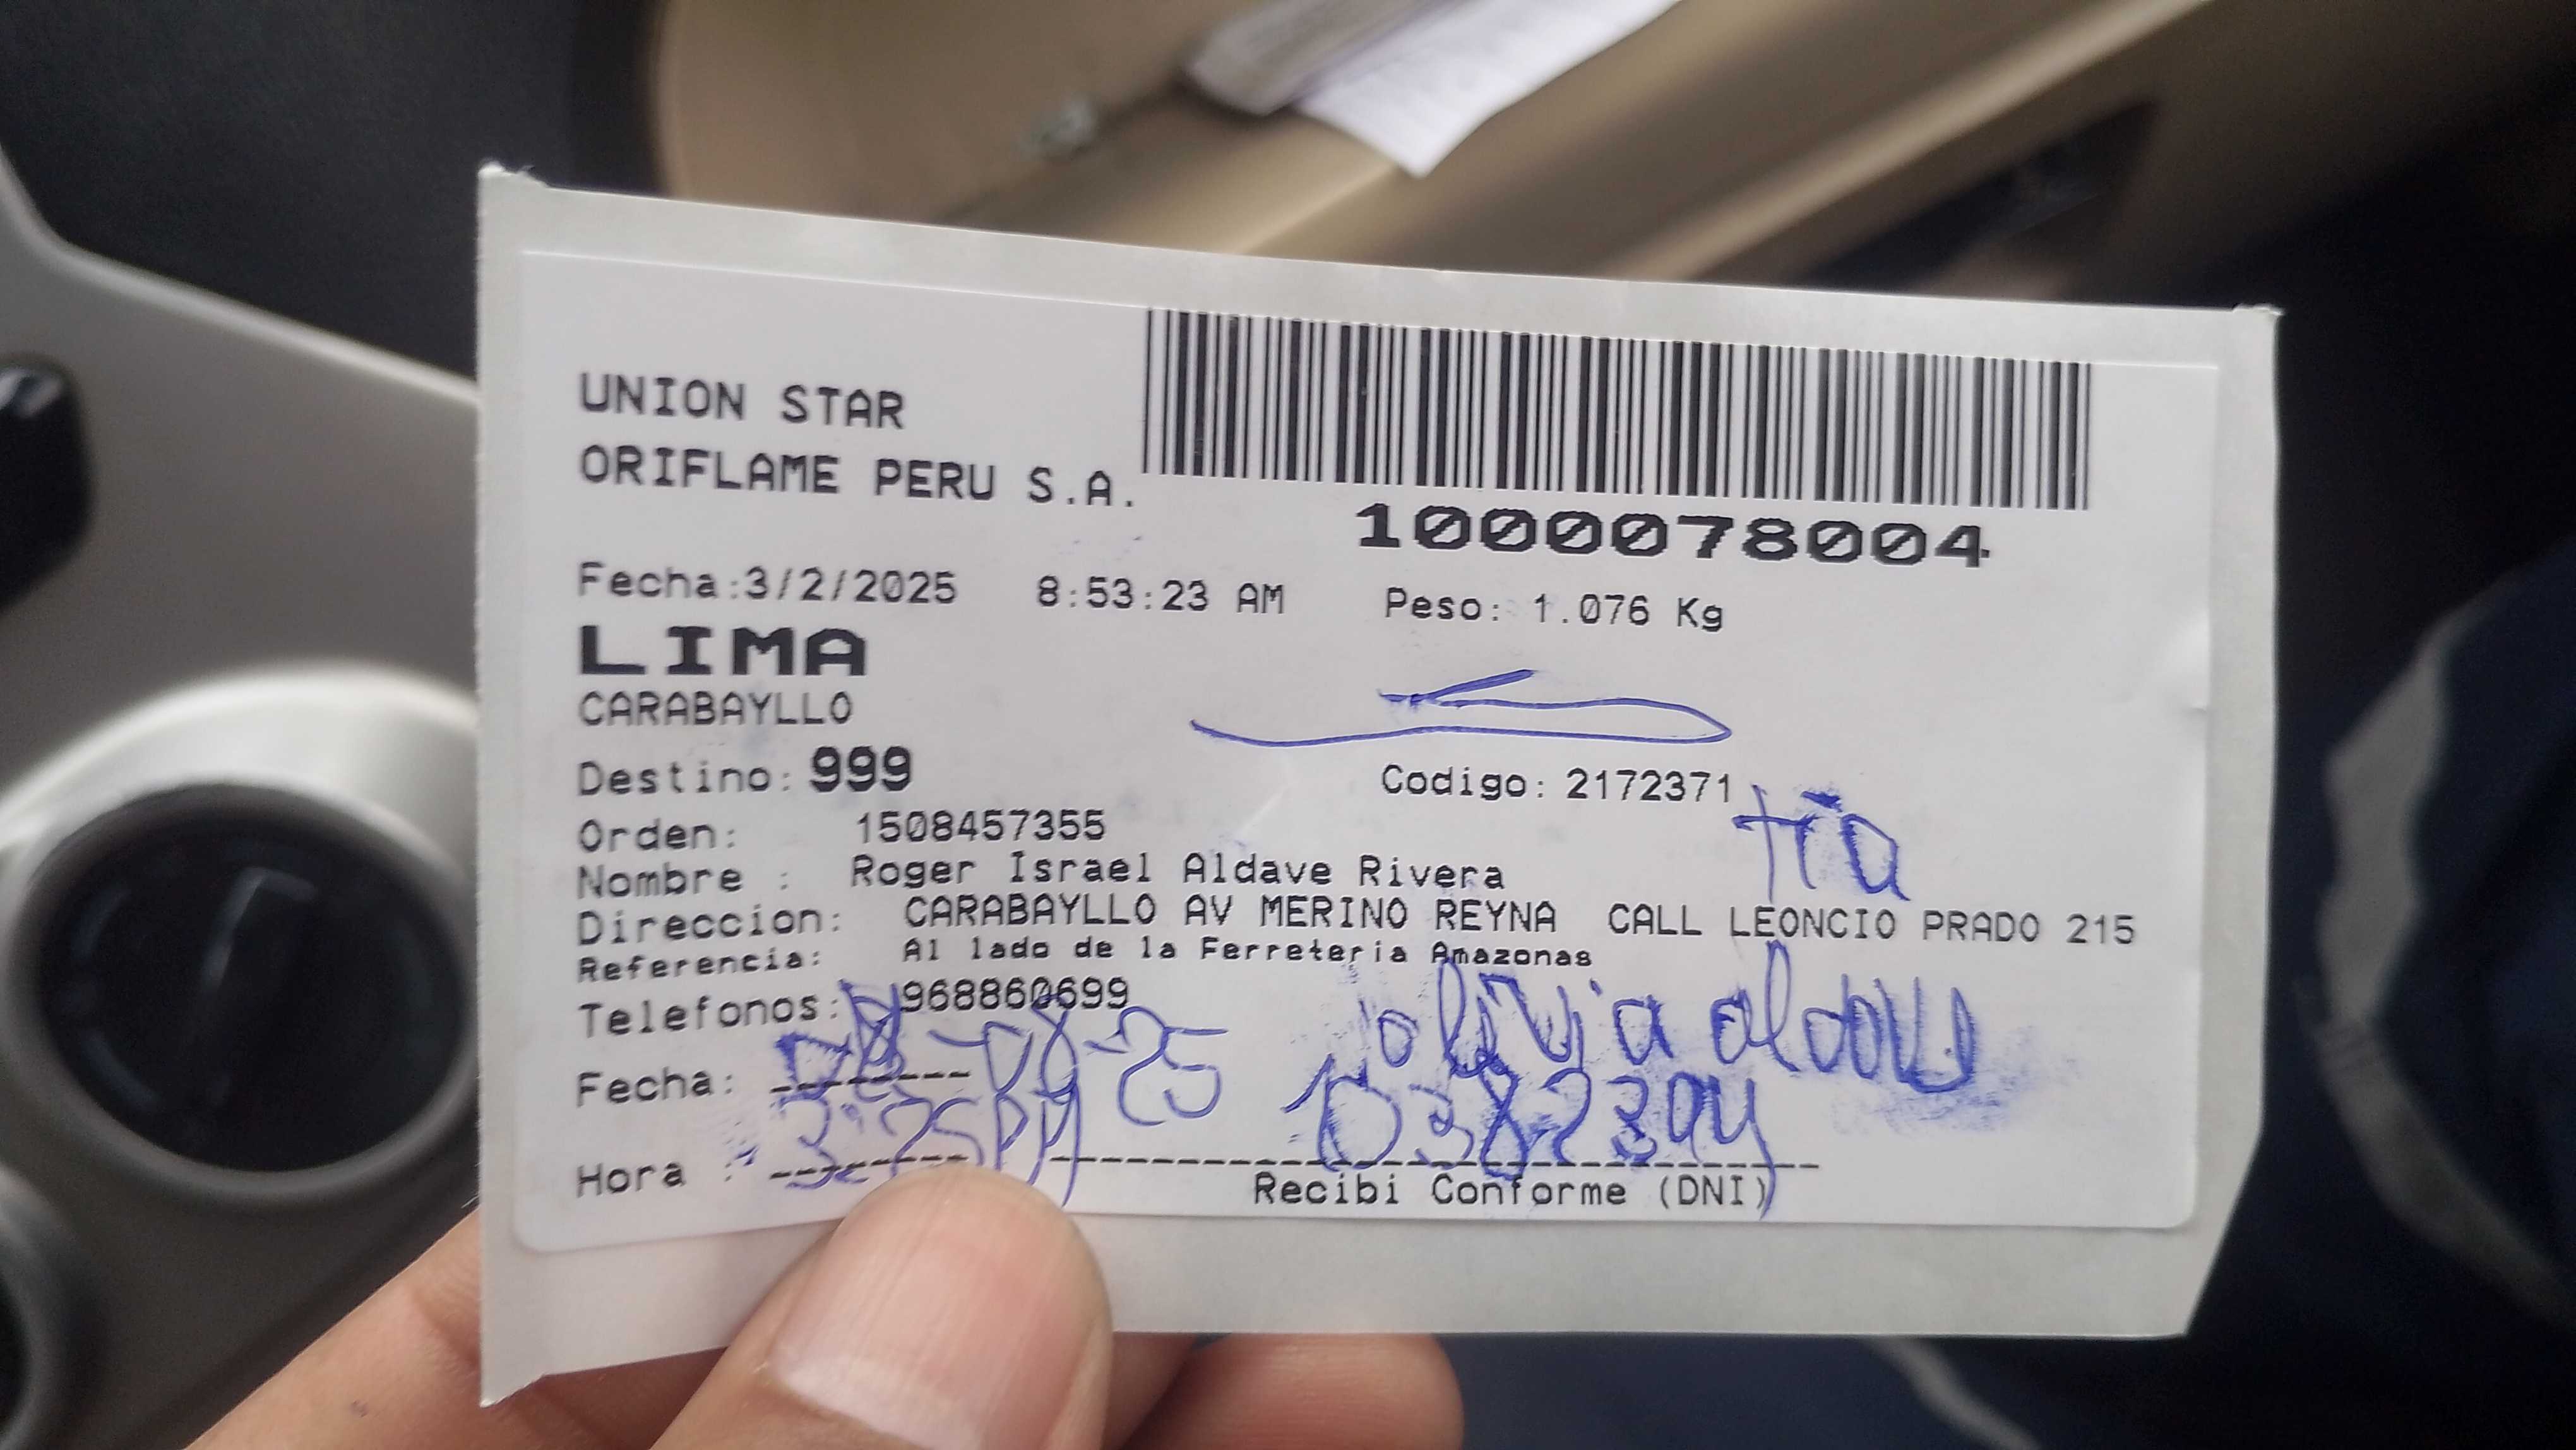 UNION STAR
ORIFLAME PERU S.A.
1000078004
Fecha:3/2/2025 8:53:23 AM Peso: 1.076 Kg
LIMA
CARABAYLLO
Destino: 999 Codigo: 2172371
tia
Orden: 1508457355
Nombre : Roger Israel Aldave Rivera
Direccion: CARABAYLLO AV MERINO REYNA CALL LEONCIO PRADO 215
Referencia: Al lado de la Ferreteria Amazonas
Telefonos: 968860699
Fecha:
Hora :
Recibi Conforme (DNI)